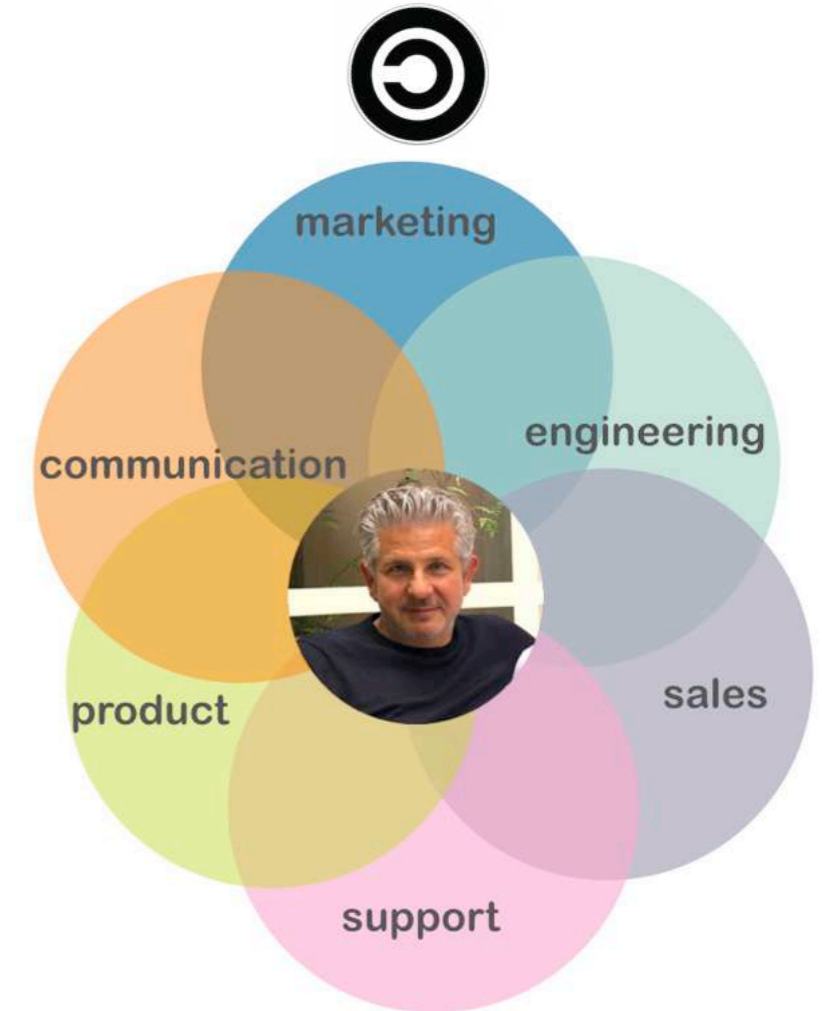 marketing
engineering
communication
sales
product
support